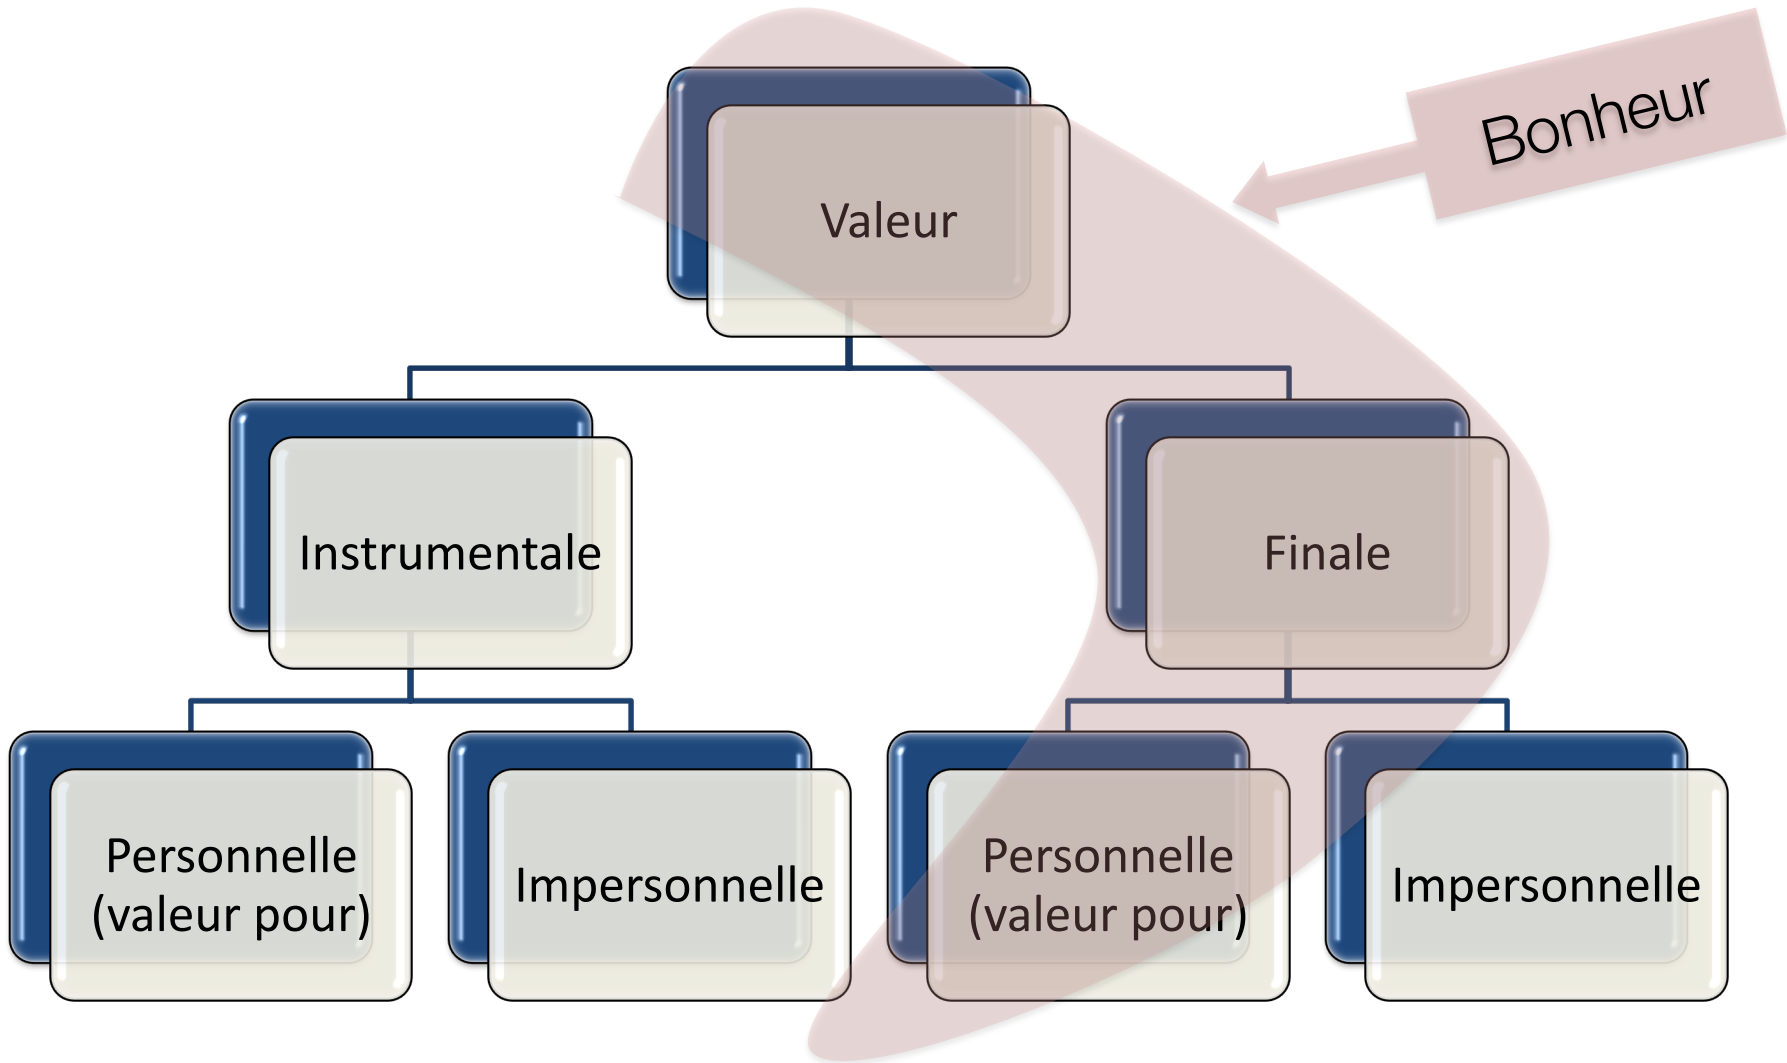 Bonheur
Valeur
Instrumentale
Finale
Personnelle
(valeur pour)
Impersonnelle
Personnelle
(valeur pour)
Impersonnelle